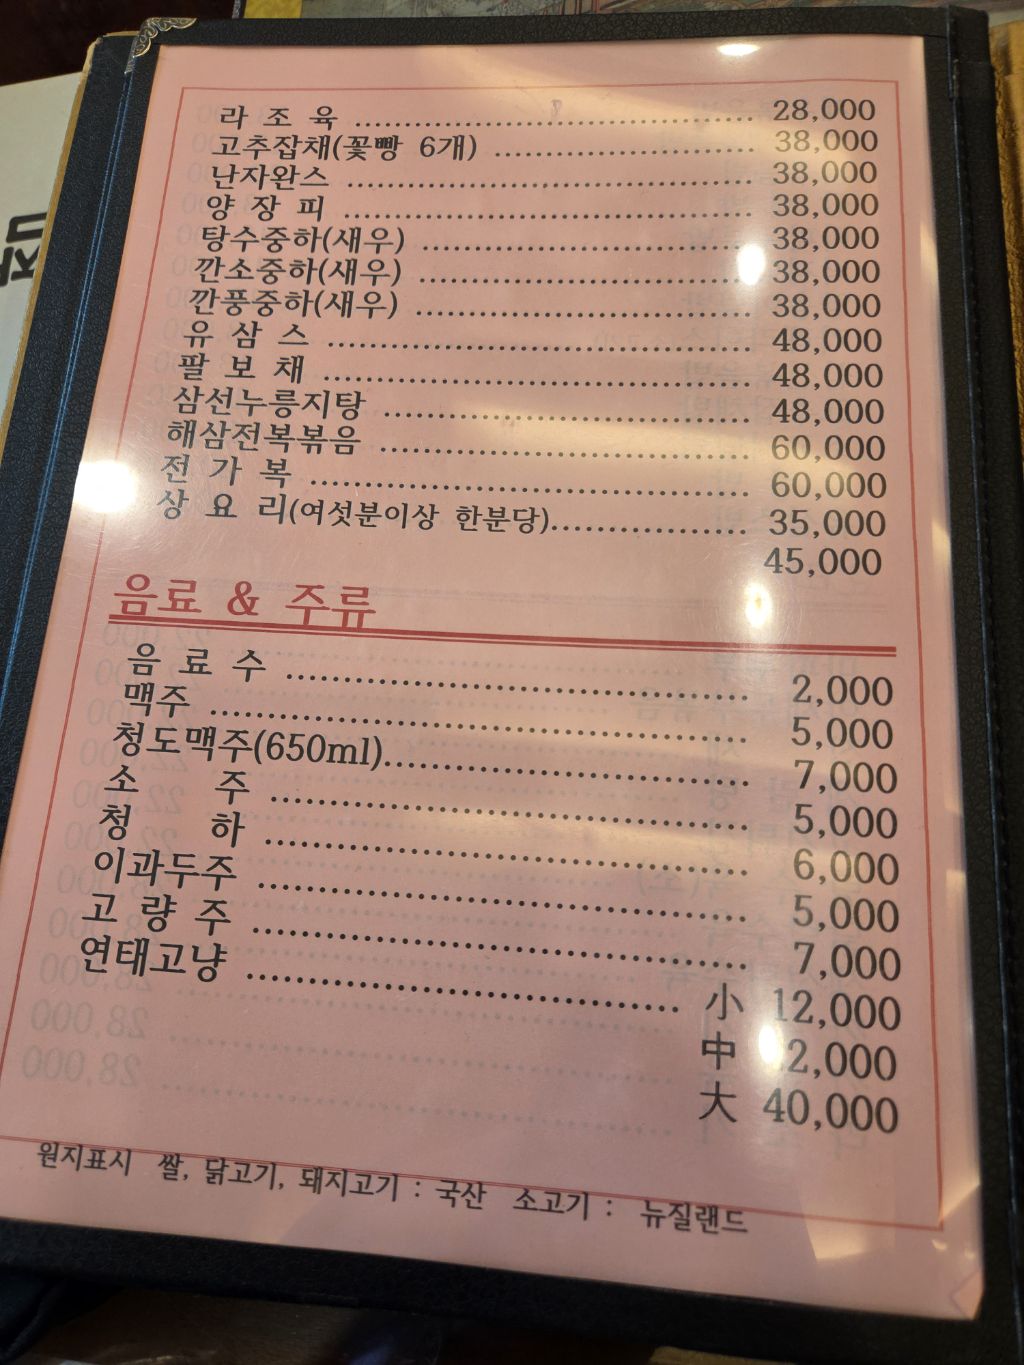 라 조 육 ........ 28,000
고추잡채(꽃빵 6개) ........ 38,000
난자완스 ........ 38,000
양 장 피 ........ 38,000
탕수중하(새우) ........ 38,000
깐소중하(새우) ........ 38,000
깐풍중하(새우) ........ 38,000
유 삼 스 ........ 48,000
팔 보 채 ........ 48,000
삼선누릉지탕 ........ 48,000
해삼전복볶음 ........ 60,000
전 가 복 ........ 60,000
상 요 리(여섯분이상 한분당)........ 35,000
45,000
음료 & 주류
음 료 수 ........ 2,000
맥주 ........ 5,000
청도맥주(650ml)........ 7,000
소 주 ........ 5,000
청 하 ........ 6,000
이과두주 ........ 5,000
고 량 주 ........ 7,000
연태고냥 ........ 小 12,000
中
大 40,000
원지표시 쌀, 닭고기, 돼지고기 : 국산 소고기 : 뉴질랜드